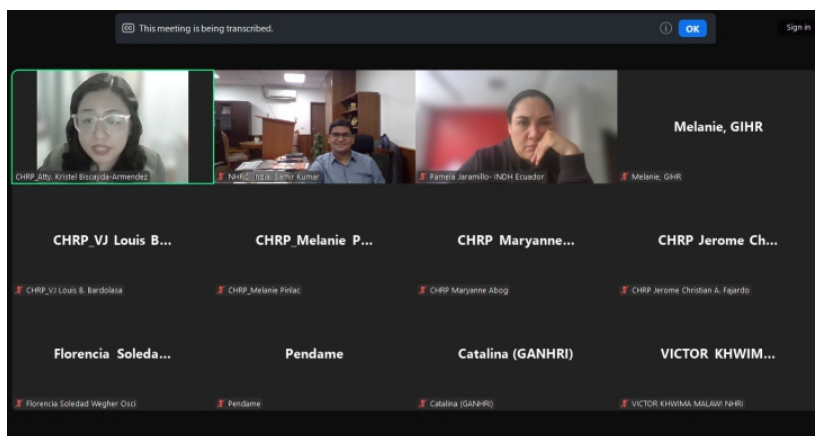 This meeting is being transcribed.
OK
Sign in
CHRP_Atty. Kristel Biscayda-Armendez
NHRC, India, Samir Kumar
Pamela Jaramillo- INDH Ecuador
Melanie, GIHR
Melanie, GIHR
CHRP_VJ Louis B...
CHRP_Melanie P...
CHRP Maryanne...
CHRP Jerome Ch...
CHRP_VJ Louis B. Bardolasa
CHRP_Melanie Pinlac
CHRP Maryanne Abog
CHRP Jerome Christian A. Fajardo
Florencia Soleda...
Pendame
Catalina (GANHRI)
VICTOR KHWIM...
Florencia Soledad Wegher Osci
Pendame
Catalina (GANHRI)
VICTOR KHWIMA MALAWI NHRI